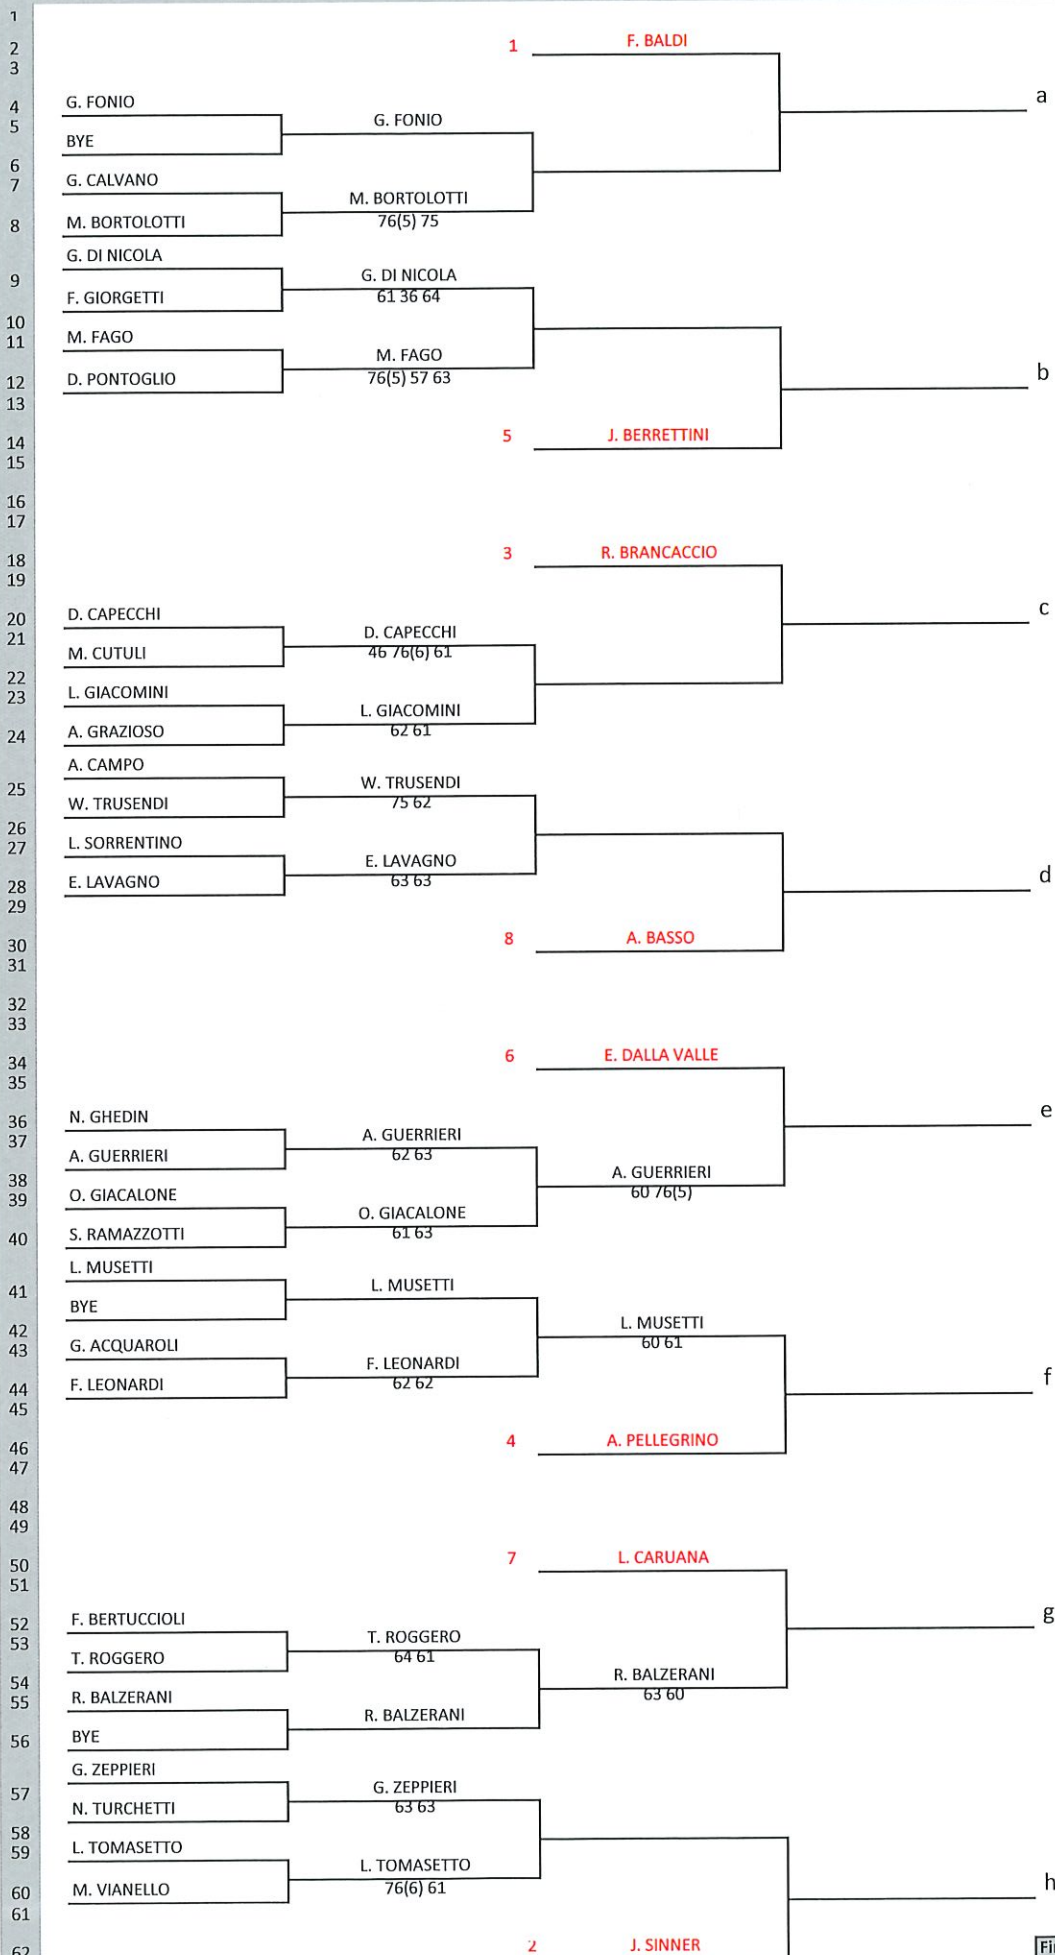 1
2
3
1 F. BALDI
a
4
5
G. FONIO
G. FONIO
BYE
6
7
G. CALVANO
M. BORTOLOTTI
76(5) 75
8
M. BORTOLOTTI
G. DI NICOLA
9
G. DI NICOLA
61 36 64
F. GIORGETTI
10
11
M. FAGO
M. FAGO
76(5) 57 63
12
D. PONTOGLIO
b
13
14
5 J. BERRETTINI
15
16
17
18
3 R. BRANCACCIO
19
c
20
D. CAPECCHI
21
D. CAPECCHI
46 76(6) 61
M. CUTULI
22
23
L. GIACOMINI
L. GIACOMINI
62 61
24
A. GRAZIOSO
A. CAMPO
25
W. TRUSENDI
75 62
W. TRUSENDI
26
27
L. SORRENTINO
E. LAVAGNO
63 63
28
E. LAVAGNO
d
29
30
8 A. BASSO
31
32
33
34
6 E. DALLA VALLE
35
e
36
N. GHEDIN
37
A. GUERRIERI
62 63
A. GUERRIERI
38
A. GUERRIERI
60 76(5)
39
O. GIACALONE
O. GIACALONE
61 63
40
S. RAMAZZOTTI
L. MUSETTI
41
L. MUSETTI
BYE
42
L. MUSETTI
60 61
43
G. ACQUAROLI
F. LEONARDI
62 62
44
F. LEONARDI
f
45
46
4 A. PELLEGRINO
47
48
49
50
7 L. CARUANA
51
g
52
F. BERTUCCIOLI
53
T. ROGGERO
64 61
T. ROGGERO
54
R. BALZERANI
63 60
55
R. BALZERANI
R. BALZERANI
56
BYE
G. ZEPPIERI
57
G. ZEPPIERI
63 63
N. TURCHETTI
58
59
L. TOMASETTO
L. TOMASETTO
76(6) 61
60
M. VIANELLO
h
61
62
2 J. SINNER